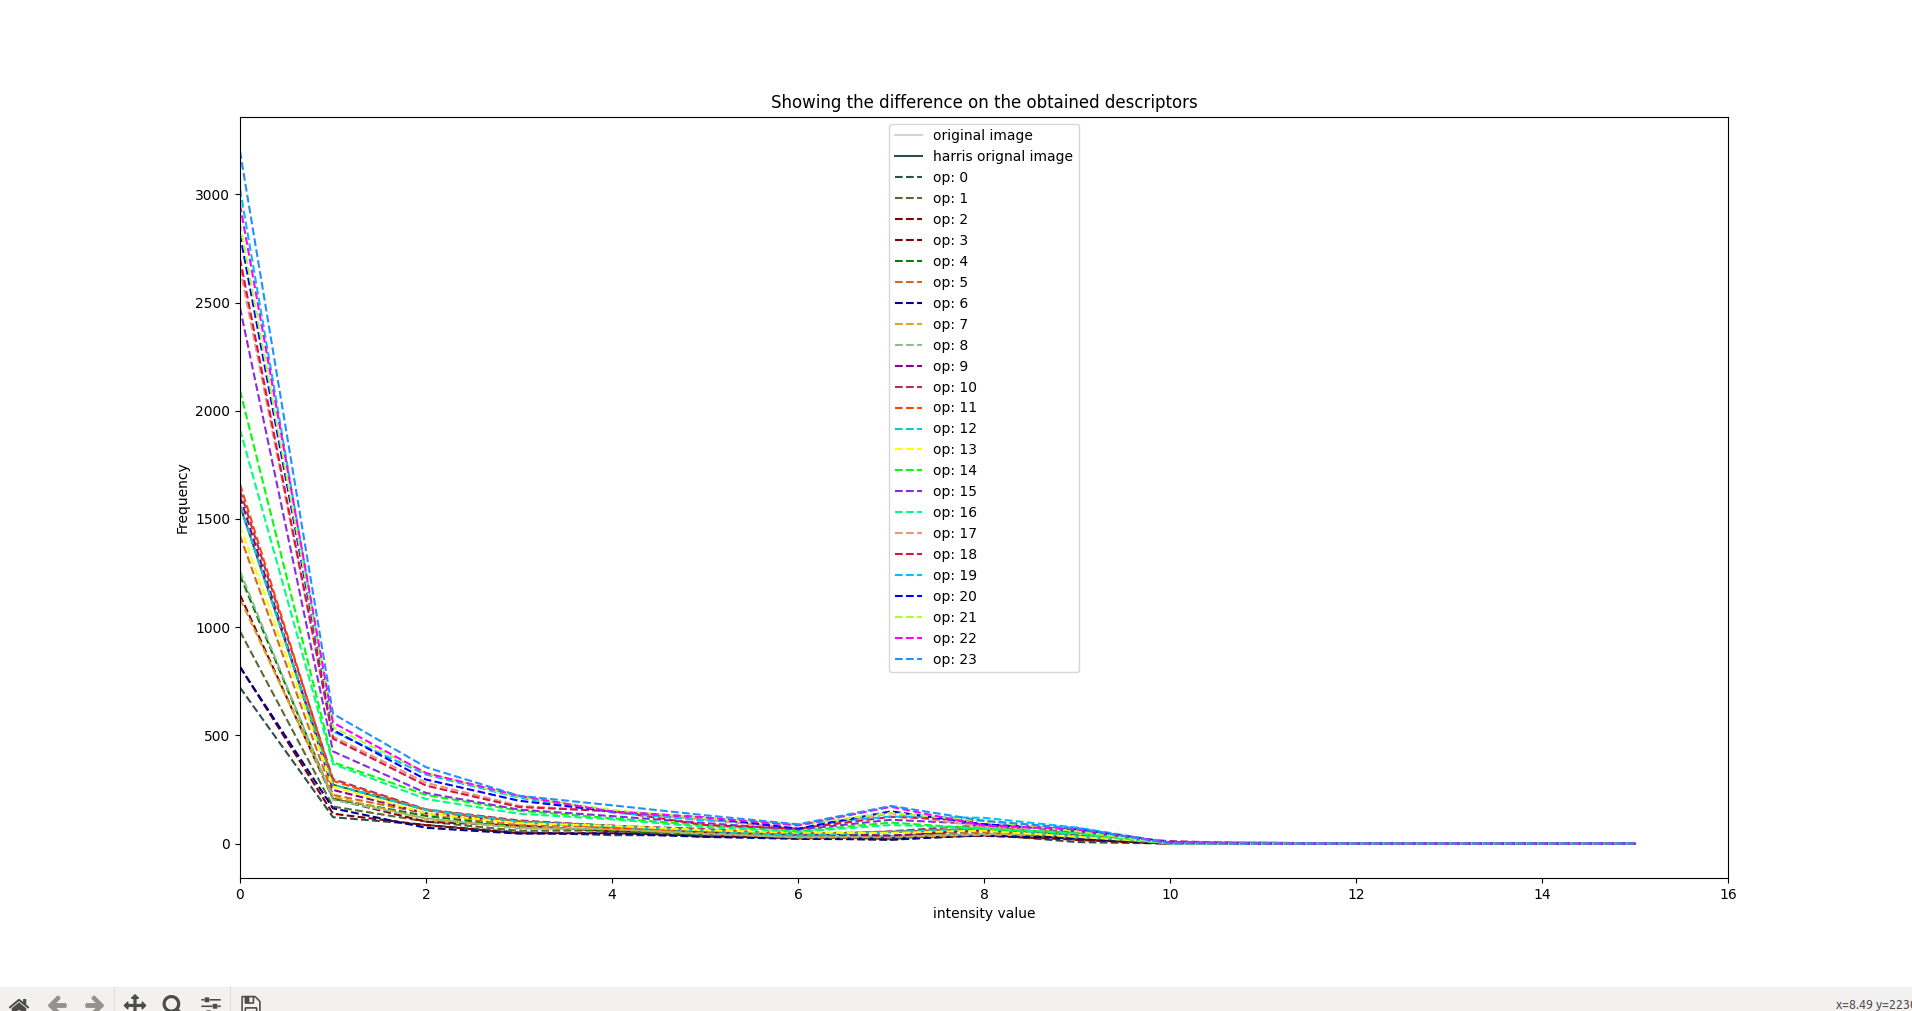 Showing the difference on the obtained descriptors
original image
harris orignal image
op: 0
op: 1
op: 2
op: 3
op: 4
op: 5
op: 6
op: 7
op: 8
op: 9
op: 10
op: 11
op: 12
op: 13
op: 14
op: 15
op: 16
op: 17
op: 18
op: 19
op: 20
op: 21
op: 22
op: 23
3000
2500
2000
1500
1000
500
0
Frequency
0 2 4 6 8 10 12 14 16
intensity value
x=8.49 y=223